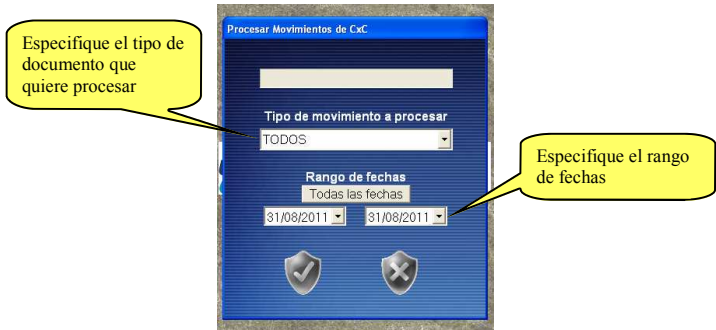 Procesar Movimientos de CxC
Especifique el tipo de
documento que
quiere procesar
Tipo de movimiento a procesar
TODOS
Especifique el rango
de fechas
Rango de fechas
Todas las fechas
31/08/2011 31/08/2011